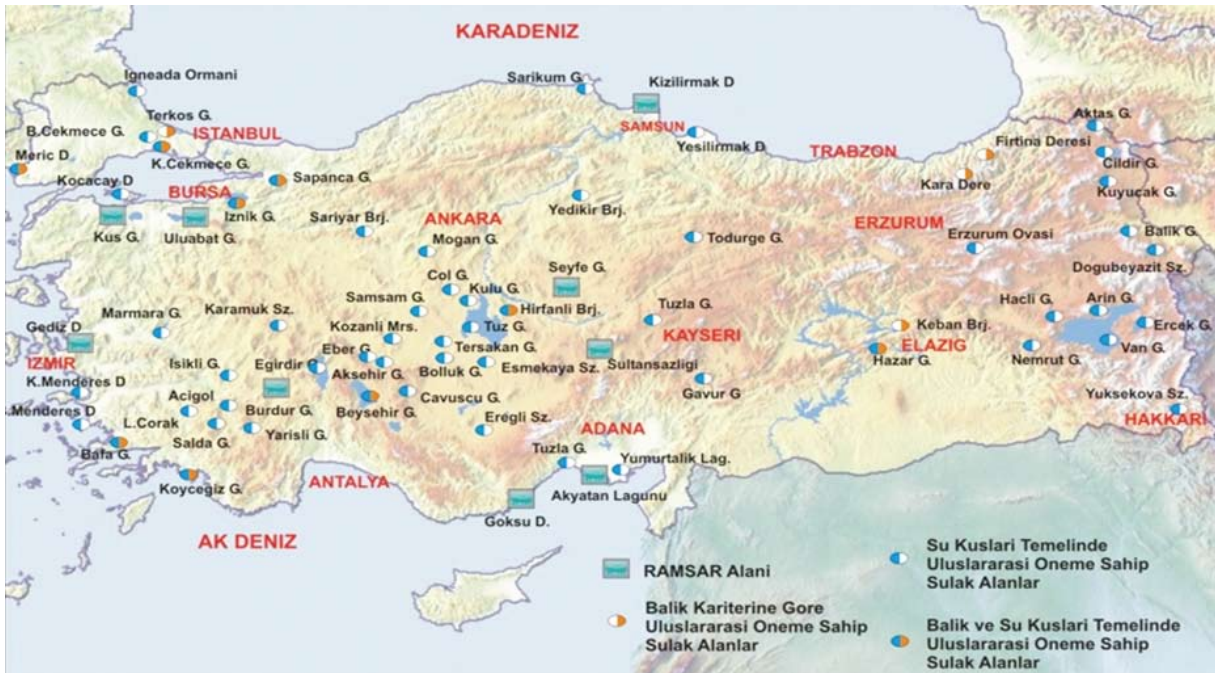 KARADENIZ
Igneada Ormani
Sarikum G.
Kizilirmak D
Terkos G.
B.Cekmece G.
ISTANBUL
SAMSUN
Aktas G.
Meric D.
K.Cekmece G.
Yesilirmak D
TRABZON
Firtina Deresi
Cildir G.
Kocacay D
BURSA
Sapanca G.
Kara Dere
Kuyucak G.
Kus G.
Uluabat G.
Iznik G.
Sariyar Brj.
ANKARA
Yedikir Brj.
ERZURUM
Mogan G.
Todurge G.
Erzurum Ovasi
Balik G.
Dogubeyazit Sz.
Col G.
Kulu G.
Seyfe G.
Marmara G.
Karamuk Sz.
Samsam G.
Hirfanli Brj.
Tuzla G.
Hacli G.
Arin G.
Gediz D
Kozanli Mrs.
Tuz G.
KAYSERI
Keban Brj.
Ercek G.
IZMIR
Isikli G.
Egirdir G.
Eber G.
Tersakan G.
Sultansazligi
ELAZIG
Hazar G.
Nemrut G.
Van G.
K.Menderes D
Acigol
Aksehir G.
Bolluk G.
Esmekaya Sz.
Gavur G
Yuksekova Sz.
Menderes D
L.Corak
Burdur G.
Beysehir G.
Cavuscu G.
HAKKARI
Bafa G.
Salda G.
Yarisli G.
Eregli Sz.
ADANA
Tuzla G.
Yumurtalik Lag.
Koycegiz G.
ANTALYA
Akyatan Lagunu
Goksu D.
AK DENIZ
RAMSAR Alani
Balik Kariterine Gore
Uluslararasi Oneme Sahip
Sulak Alanlar
Su Kuslari Temelinde
Uluslararasi Oneme Sahip
Sulak Alanlar
Balik ve Su Kuslari Temelinde
Uluslararasi Oneme Sahip
Sulak Alanlar